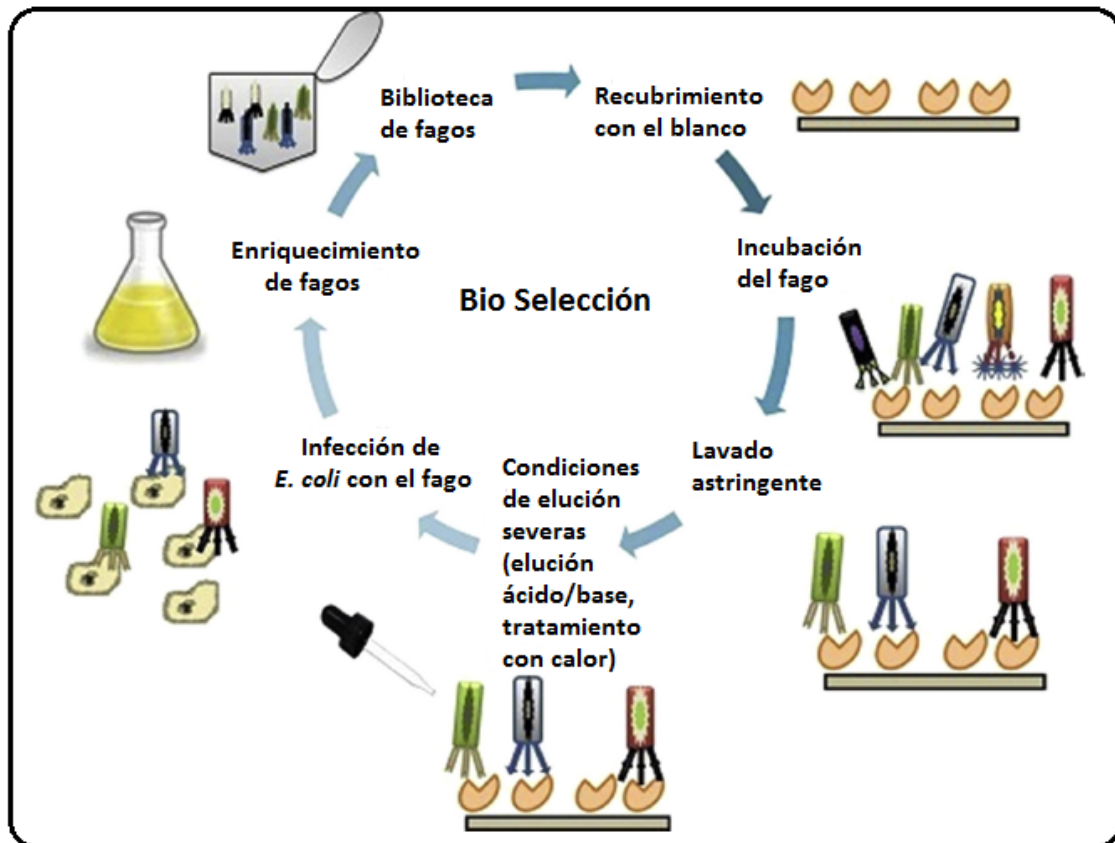 Biblioteca
de fagos
Recubrimiento
con el blanco
Incubación
del fago
Lavado
astringente
Condiciones
de elución
severas
(elución
ácido/base,
tratamiento
con calor)
Infección de
E. coli con el fago
Enriquecimiento
de fagos
Bio Selección